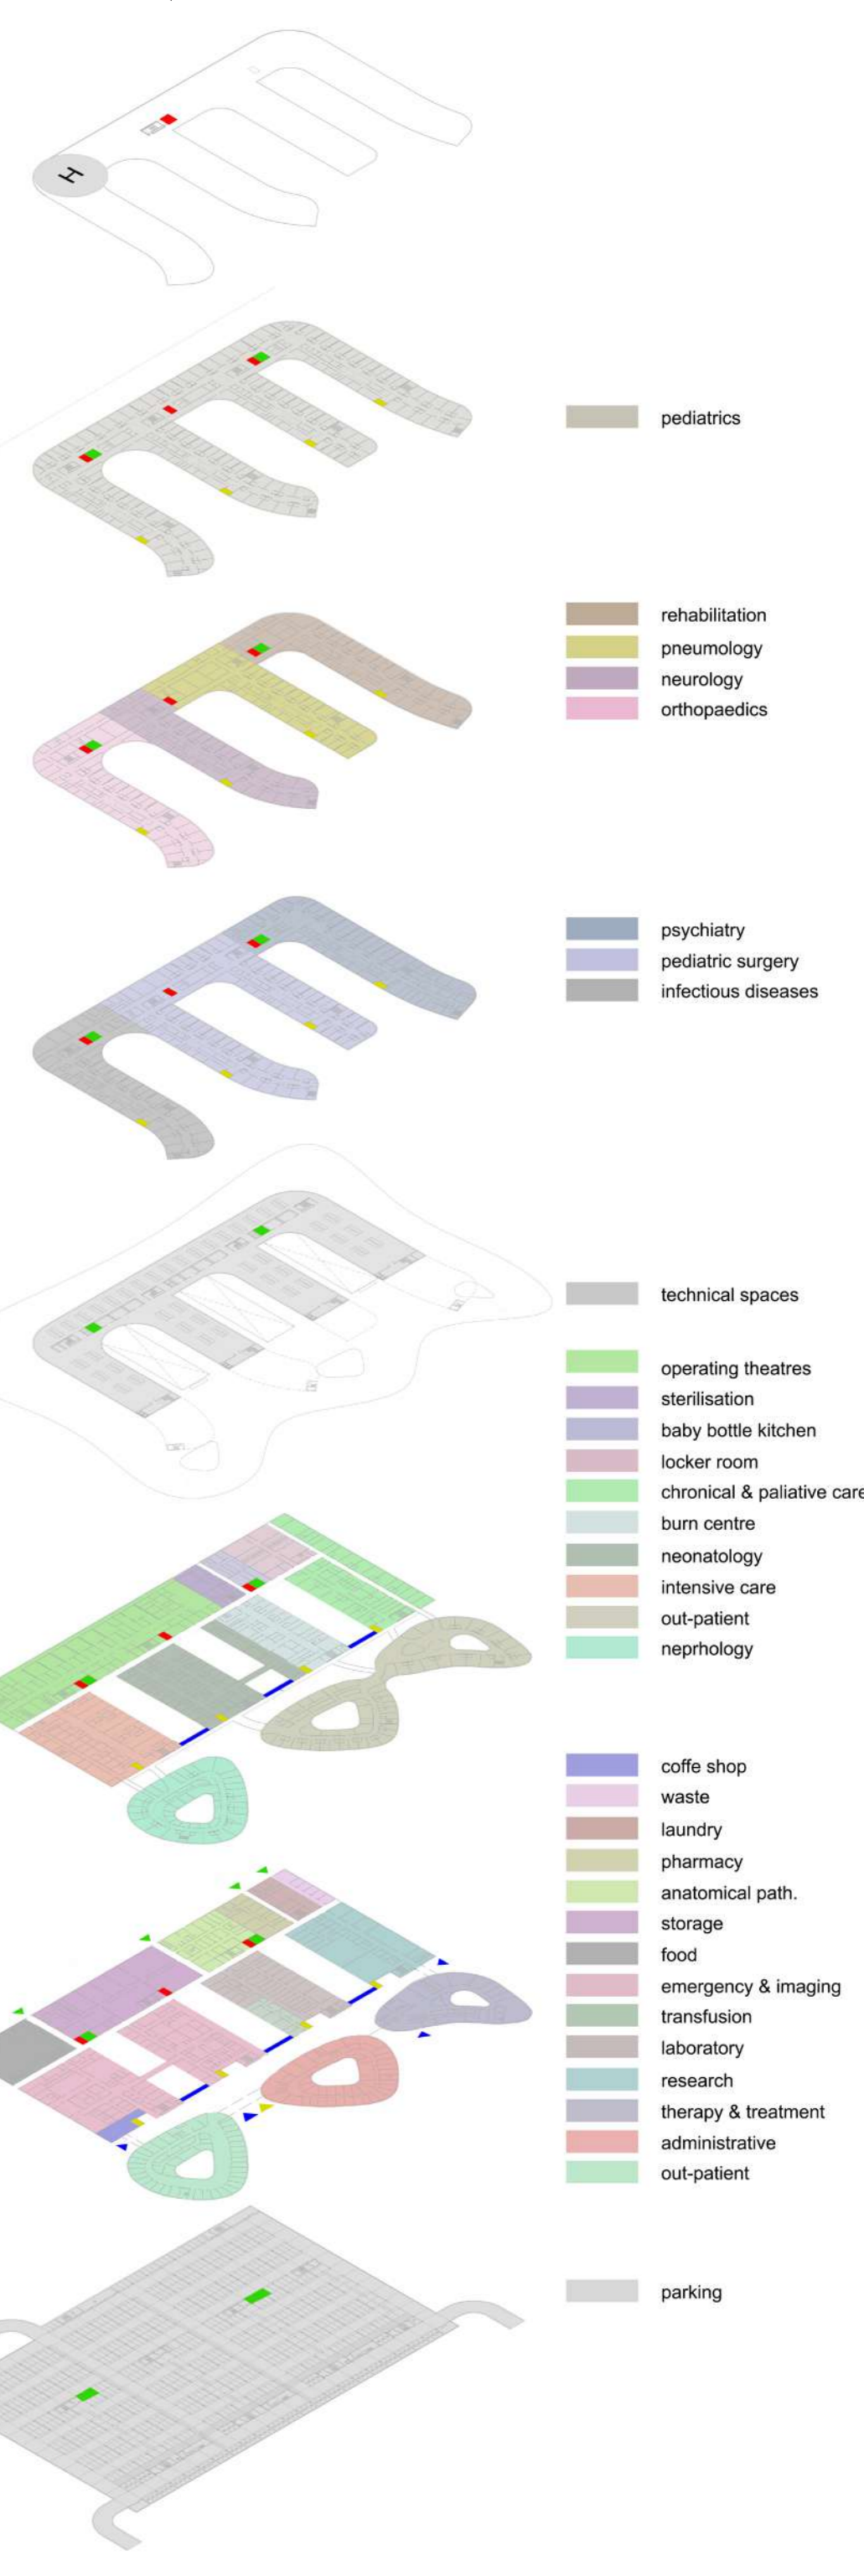 H
pediatrics
rehabilitation
pneumology
neurology
orthopaedics
psychiatry
pediatric surgery
infectious diseases
technical spaces
operating theatres
sterilisation
baby bottle kitchen
locker room
chronical & paliative care
burn centre
neonatology
intensive care
out-patient
neprhology
coffe shop
waste
laundry
pharmacy
anatomical path.
storage
food
emergency & imaging
transfusion
laboratory
research
therapy & treatment
administrative
out-patient
parking